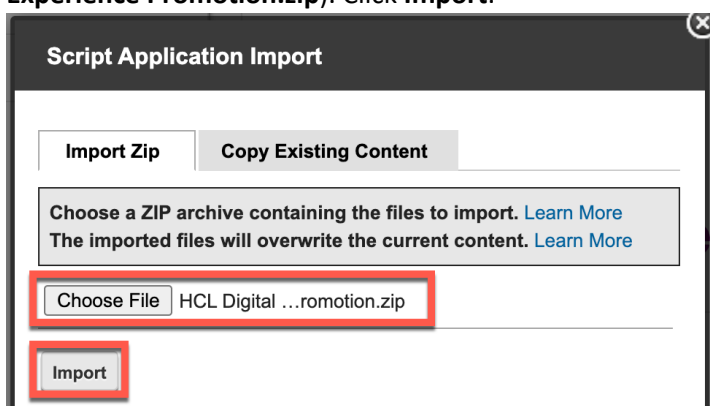 Experience Promotion.zip). Click Import.
Script Application Import
Import Zip
Copy Existing Content
Choose a ZIP archive containing the files to import. Learn More
The imported files will overwrite the current content. Learn More
Choose File HCL Digital …romotion.zip
Import